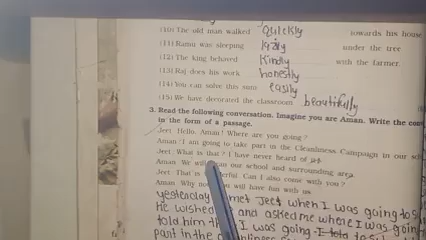 (10) The old man walked quickly towards his house
(11) Ramu was sleeping lazily under the tree
(12) The king behaved Kindly with the farmer.
(13) Raj does his work honestly
(14) You can solve this sum easily
(15) We have decorated the classroom beautifully
3. Read the following conversation. Imagine you are Aman. Write the
in the form of a passage.
Jeet: Hello, Aman! Where are you going?
Aman: I am going to take part in the Cleanliness Campaign in our
Jeet: What is that? I have never heard of it.
Aman: We will our school and surrounding area
Jeet: That is Can I also come with you?
Aman: Why not will have fun with us
yesterday met Jeet when I was going to
He wished and asked me where I was going
told him I was going to
part in the